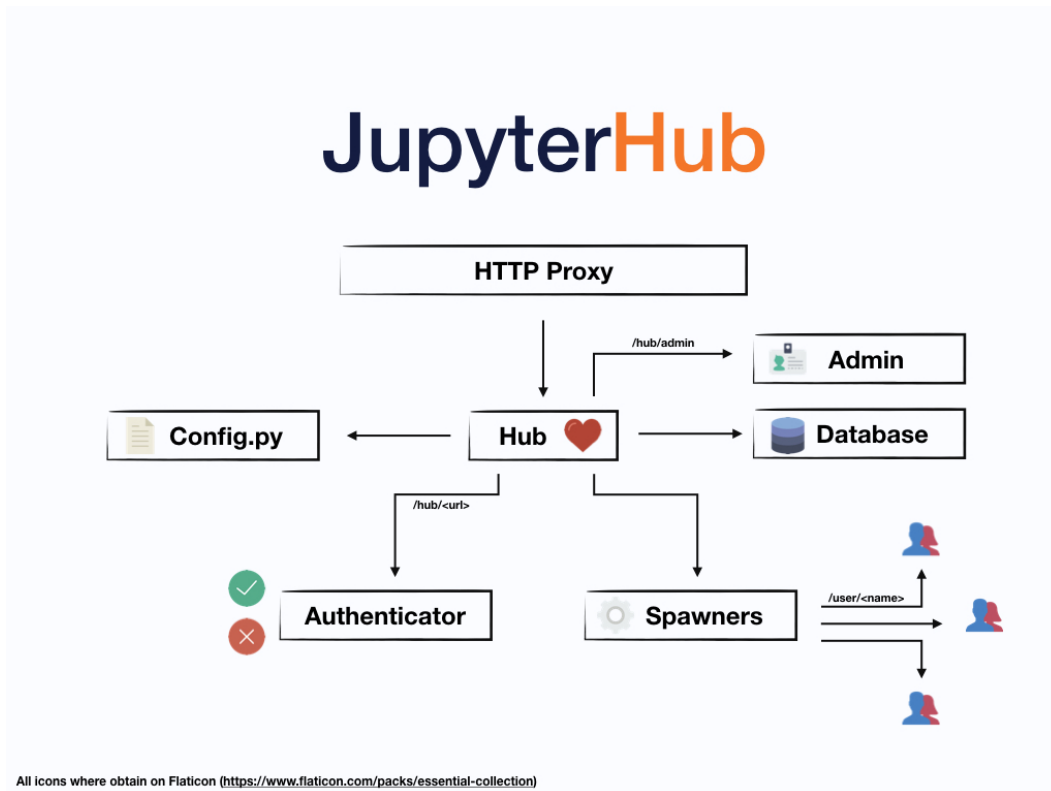 JupyterHub
HTTP Proxy
/hub/admin
Admin
Config.py
Hub
Database
/hub/<url>
/user/<name>
Authenticator
Spawners
All icons where obtain on Flaticon (https://www.flaticon.com/packs/essential-collection)